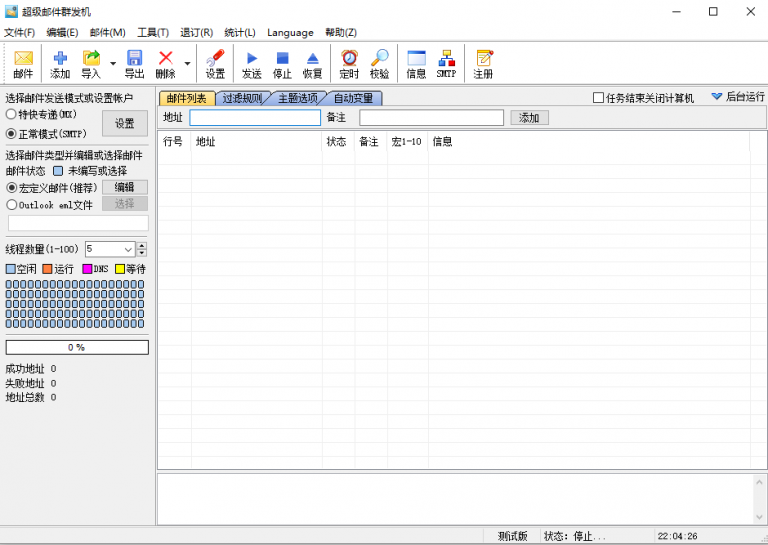 超级邮件群发机
文件(F) 编辑(E) 邮件(M) 工具(T) 退订(R) 统计(L) Language 帮助(Z)
邮件 添加 导入 导出 删除 设置 发送 停止 恢复 定时 校验 信息 SMTP 注册
选择邮件发送模式或设置帐户
特快专递(MX)
正常模式(SMTP)
设置
选择邮件类型并编辑或选择邮件
邮件状态 未编写或选择
宏定义邮件(推荐) 编辑
Outlook eml文件 选择
线程数量(1-100) 5
空闲 运行 DNS 等待
0 %
成功地址 0
失败地址 0
地址总数 0
邮件列表 过滤规则 主题选项 自动变量 任务结束关闭计算机 后台运行
地址 备注 添加
行号 地址 状态 备注 宏1-10 信息
测试版 状态: 停止... 22:04:26